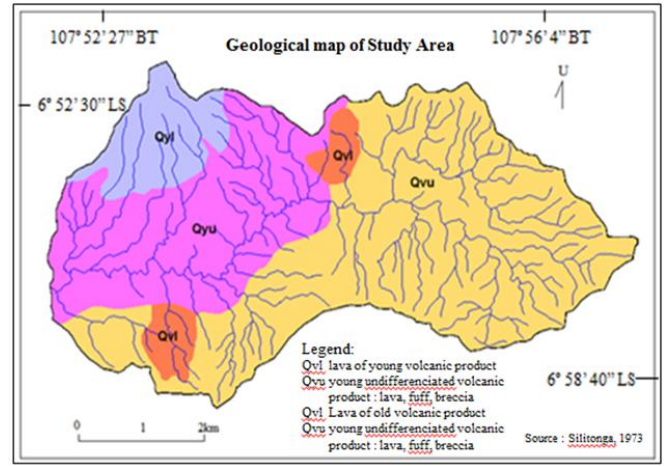 107° 52' 27" BT
107° 56' 4" BT
Geological map of Study Area
U
6° 52' 30" LS
Qyl
Qvl
Qvu
Qyu
Qvl
Legend:
Qvl lava of young volcanic product
Qvu young undifferenciated volcanic
product : lava, fuff, breccia
Qvl Lava of old volcanic product
Qvu young undifferenciated volcanic
product : lava, fuff, breccia
6° 58' 40" LS
0 1 2km
Source : Silitonga, 1973